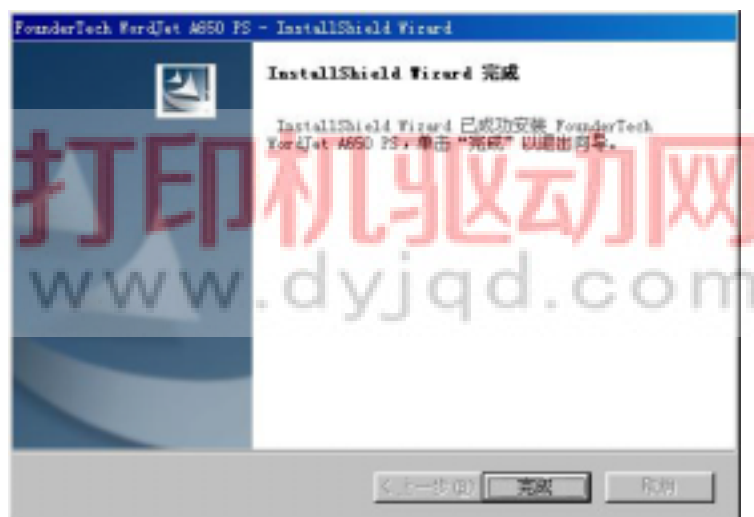 FounderTech WordJet A650 PS - InstallShield Wizard
InstallShield Wizard 完成
InstallShield Wizard 已成功安装 FounderTech
WordJet A650 PS，单击“完成”以退出向导。
打印机驱动网
www.dyjqd.com
<上一步(B)
完成
取消